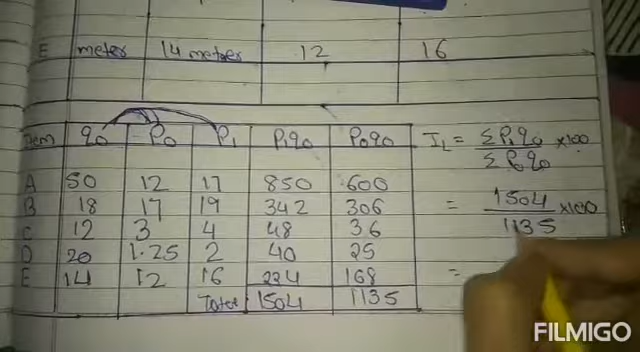 E meter 14 meters 12 16
Item q0 P0 P1 P1q0 P0q0
A 50 12 17 850 600
B 18 17 19 342 306
C 12 3 4 48 36
D 20 1.25 2 40 25
E 14 12 16 224 168
Total 1504 1135
IL = ΣP1q0 / ΣP0q0 ×100
= 1504 / 1135 ×100
=
FILMIGO